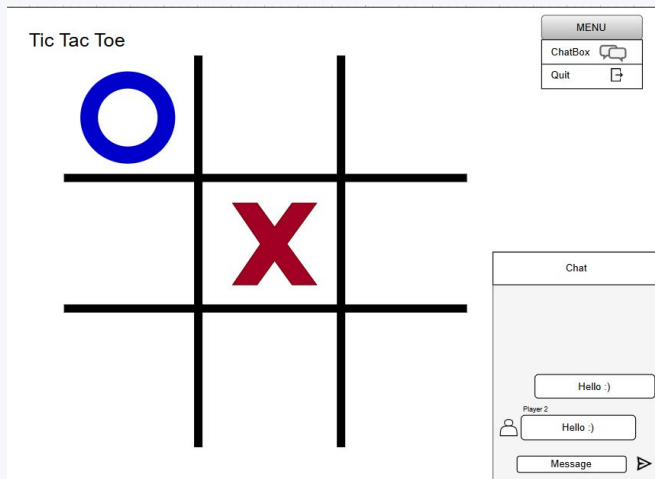 Tic Tac Toe
MENU
ChatBox
Quit
Chat
Hello :)
Player 2
Hello :)
Message